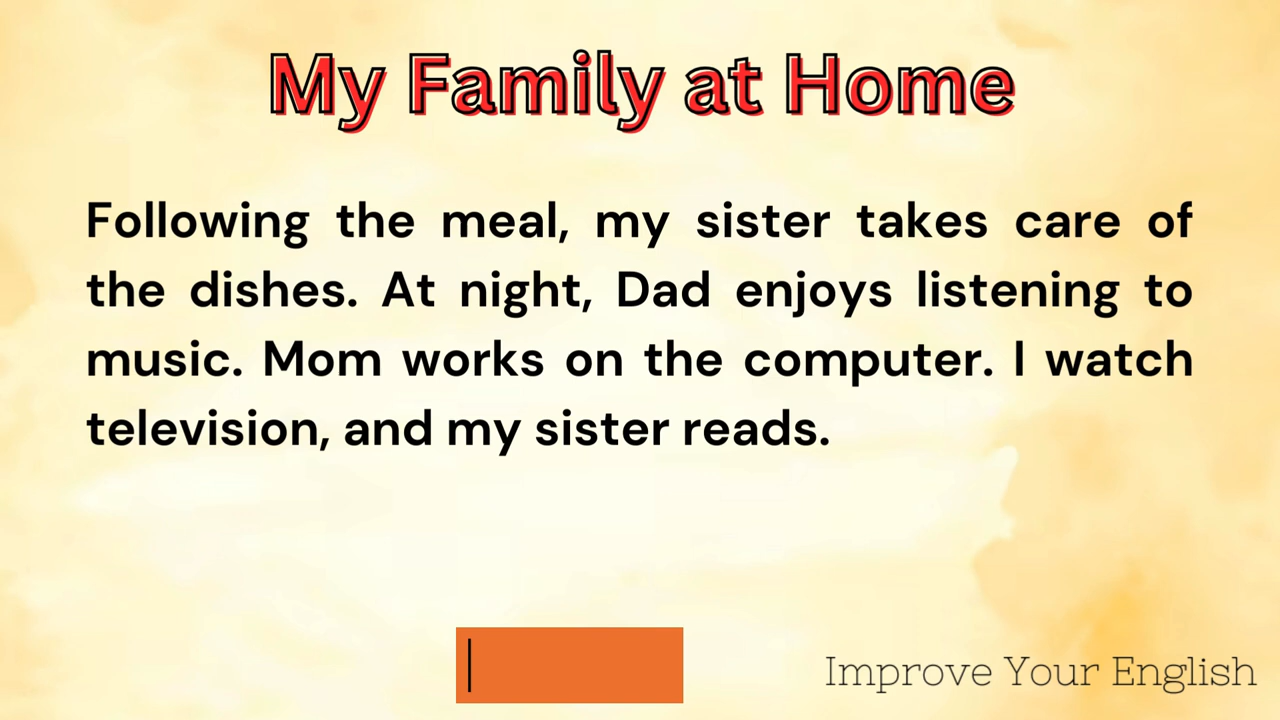 My Family at Home
Following the meal, my sister takes care of
the dishes. At night, Dad enjoys listening to
music. Mom works on the computer. I watch
television, and my sister reads.
Improve Your English